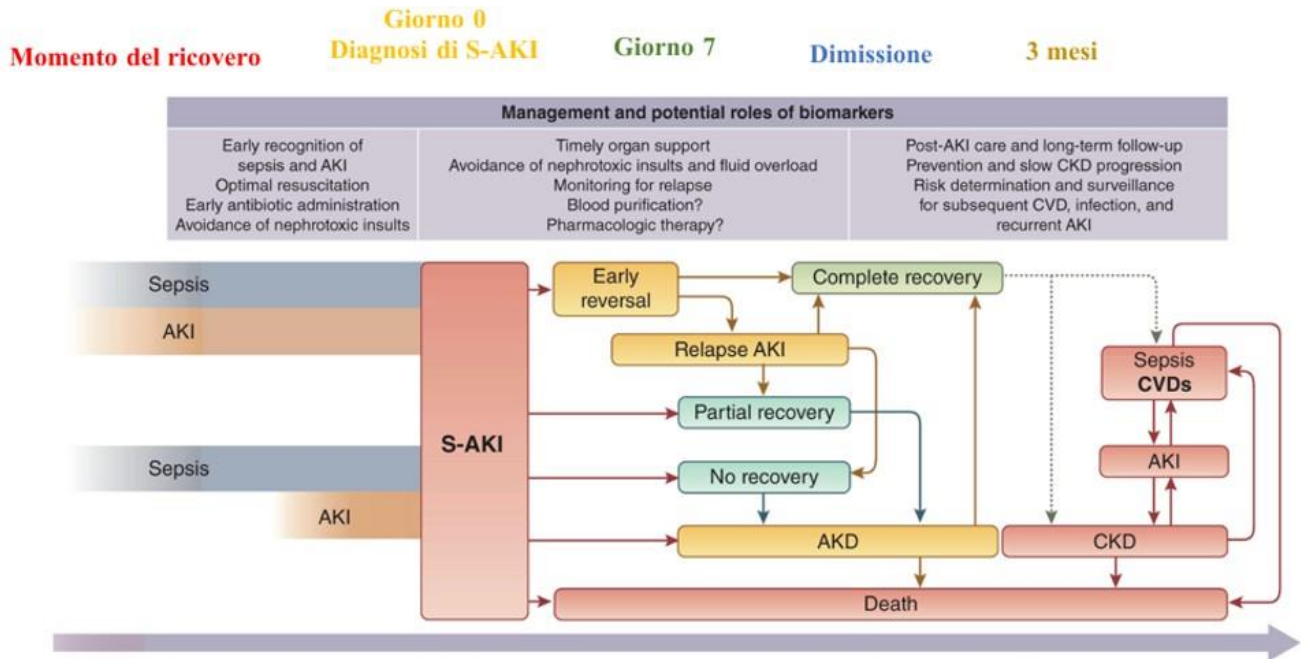 Momento del ricovero
Giorno 0
Diagnosi di S-AKI
Giorno 7
Dimissione
3 mesi
Management and potential roles of biomarkers
Early recognition of
sepsis and AKI
Optimal resuscitation
Early antibiotic administration
Avoidance of nephrotoxic insults
Timely organ support
Avoidance of nephrotoxic insults and fluid overload
Monitoring for relapse
Blood purification?
Pharmacologic therapy?
Post-AKI care and long-term follow-up
Prevention and slow CKD progression
Risk determination and surveillance
for subsequent CVD, infection, and
recurrent AKI
Sepsis
AKI
Sepsis
AKI
S-AKI
Early
reversal
Complete recovery
Relapse AKI
Partial recovery
No recovery
AKD
Sepsis
CVDs
AKI
CKD
Death